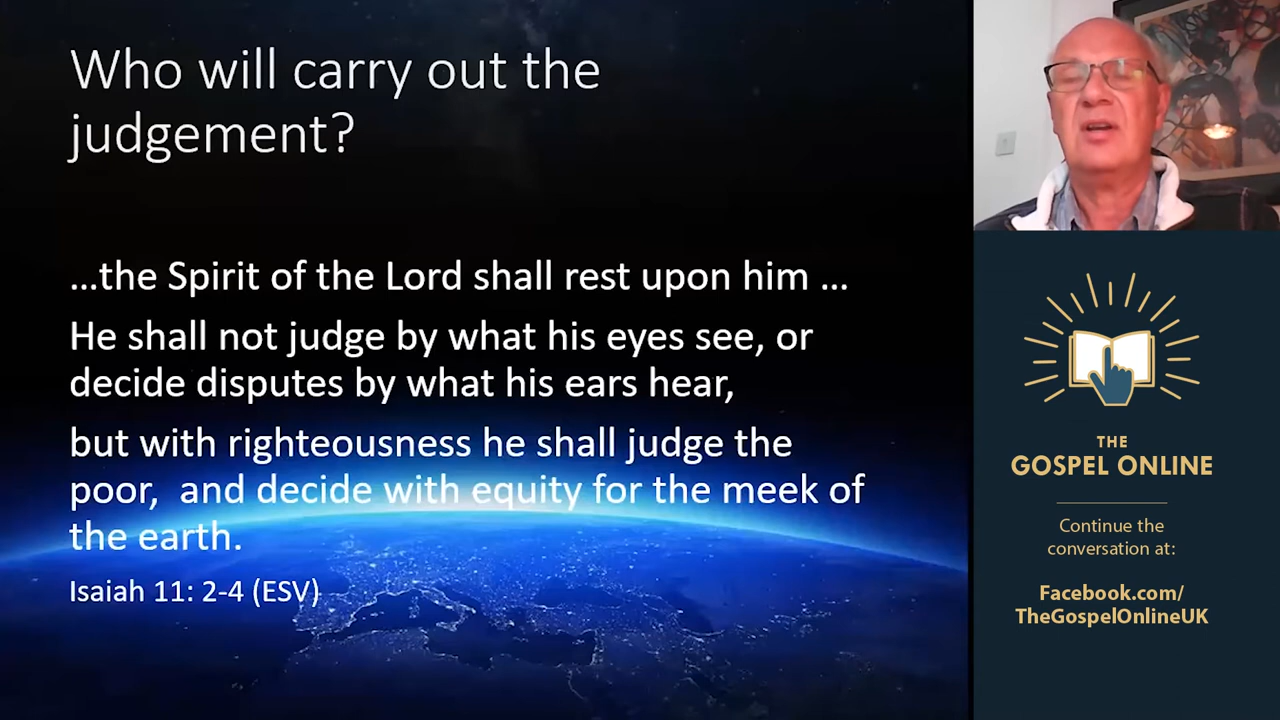 Who will carry out the
judgement?
...the Spirit of the Lord shall rest upon him ...
He shall not judge by what his eyes see, or
decide disputes by what his ears hear,
but with righteousness he shall judge the
poor,  and decide with equity for the meek of
the earth.
Isaiah 11: 2-4 (ESV)
THE
GOSPEL ONLINE
Continue the
conversation at:
Facebook.com/
TheGospelOnlineUK